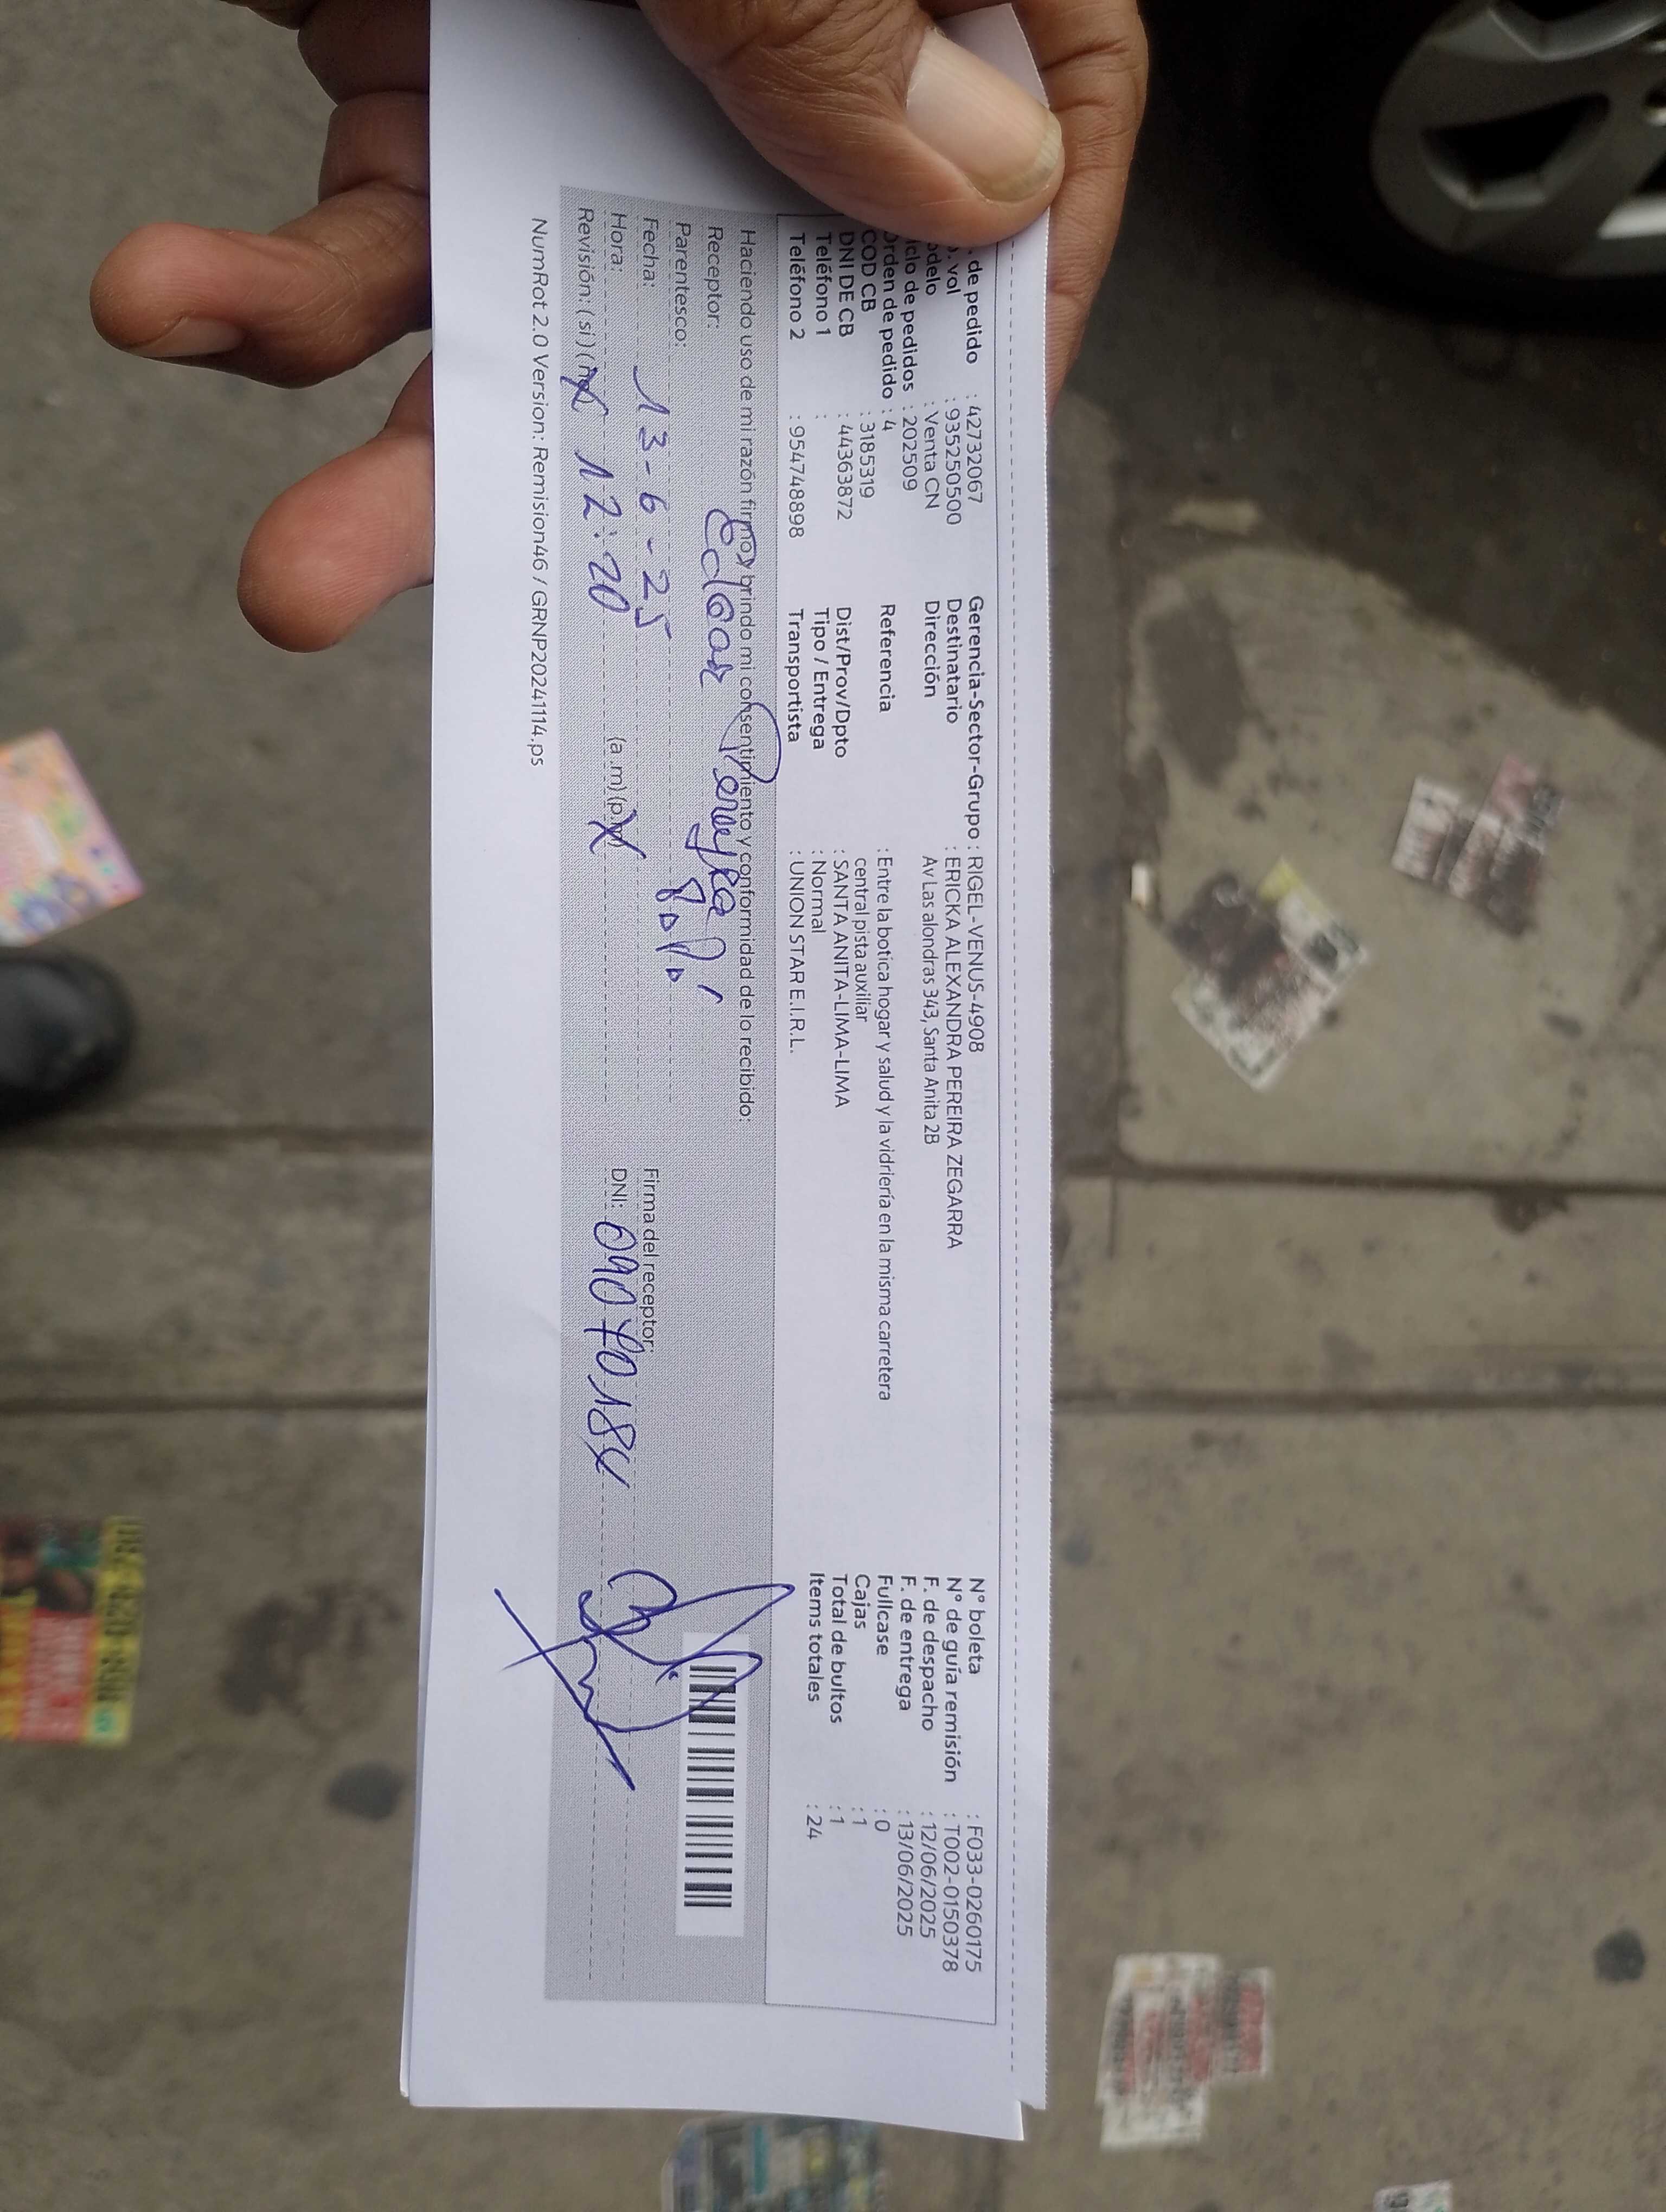 . de pedido : 42732067
. vol : 935250500
odelo : Venta CN
iclo de pedidos : 202509
Orden de pedido : 4
COD CB : 3185319
DNI DE CB : 44363872
Teléfono 1 :
Teléfono 2 : 954748898
Gerencia-Sector-Grupo : RIGEL-VENUS-4908
Destinatario : ERICKA ALEXANDRA PEREIRA ZEGARRA
Dirección Av Las alondras 343, Santa Anita 2B
Referencia : Entre la botica hogar y salud y la vidriería en la misma carretera
central pista auxiliar
Dist/Prov/Dpto : SANTA ANITA-LIMA-LIMA
Tipo / Entrega : Normal
Transportista : UNION STAR E.I.R.L.
N° boleta : F033-0260175
N° de guía remisión : T002-0150378
F. de despacho : 12/06/2025
F. de entrega : 13/06/2025
Fullcase : 0
Cajas : 1
Total de bultos : 1
Items totales : 24
Haciendo uso de mi razón firmo y brindo mi consentimiento y conformidad de lo recibido:
Receptor:
Parentesco:
Fecha: 13-6-25
Hora: 12:20 (a.m) (p.m)
Revisión: (si) (no)
Firma del receptor:
DNI: 09070184
NumRot 2.0 Version: Remision46 / GRNP20241114.ps